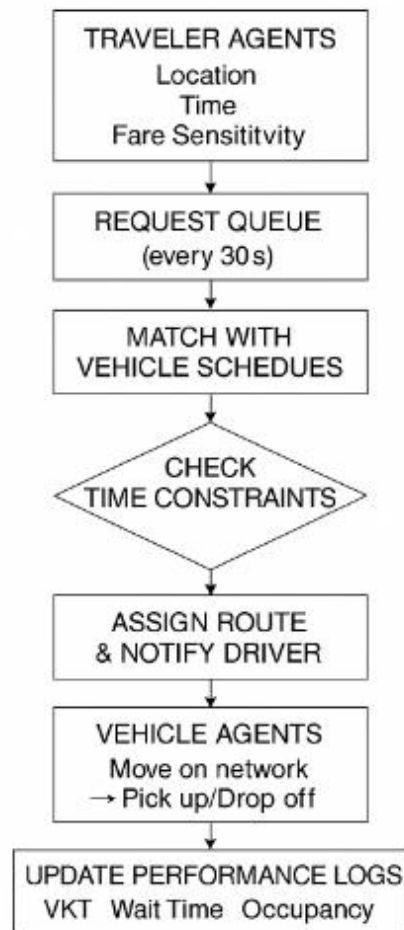 TRAVELER AGENTS
Location
Time
Fare Sensititvity
REQUEST QUEUE
(every 30 s)
MATCH WITH
VEHICLE SCHEDUES
CHECK
TIME CONSTRAINTS
ASSIGN ROUTE
& NOTIFY DRIVER
VEHICLE AGENTS
Move on network
→ Pick up/Drop off
UPDATE PERFORMANCE LOGS
VKT Wait Time Occupancy